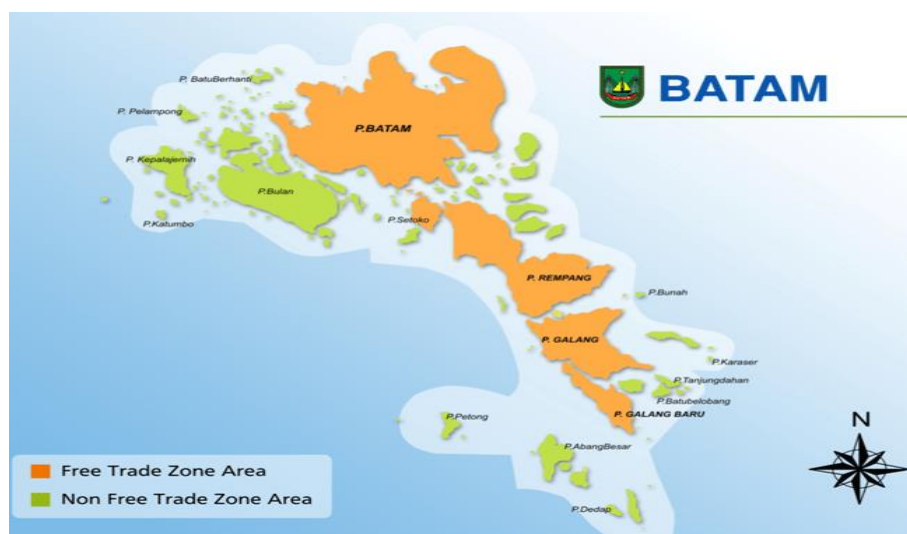 BATAM
P. BatuBerhanti
P. Pelampong
P.BATAM
P. Kepalajernih
P.Bulan
P.Katumbo
P.Setoko
P. REMPANG
P.Bunah
P. GALANG
P.Karaser
P.Tanjungdahan
P.Batubelobang
P. GALANG BARU
P.Petong
P.AbangBesar
P.Dedap
N
Free Trade Zone Area
Non Free Trade Zone Area